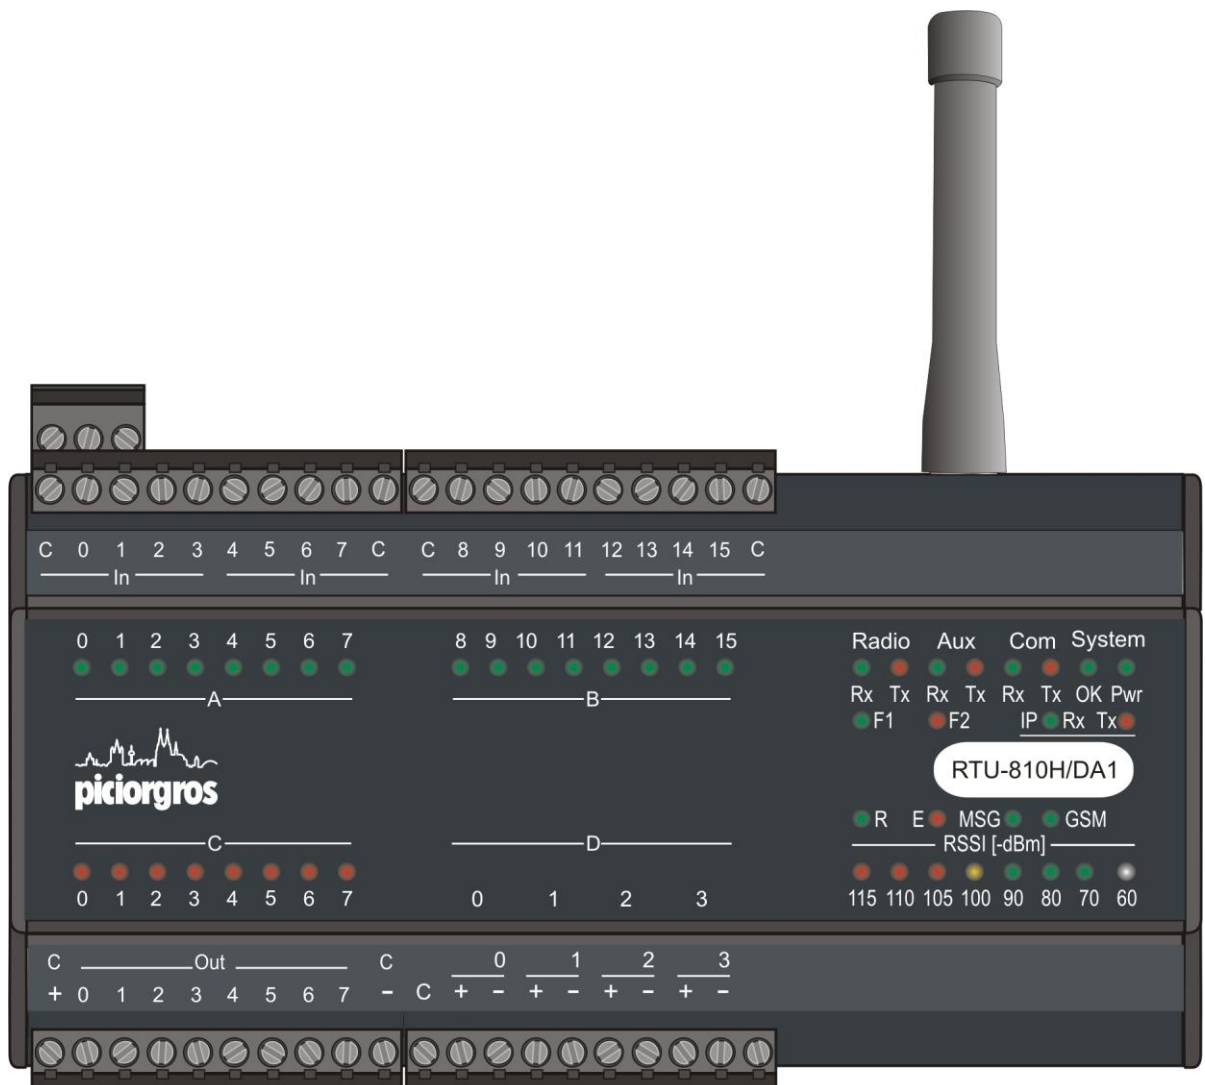 C 0 1 2 3 4 5 6 7 C C 8 9 10 11 12 13 14 15 C
In In In In
0 1 2 3 4 5 6 7 8 9 10 11 12 13 14 15 Radio Aux Com System
A B Rx Tx Rx Tx Rx Tx OK Pwr
F1 F2 IP Rx Tx
piciorgros
RTU-810H/DA1
R E MSG GSM
C D RSSI [-dBm]
0 1 2 3 4 5 6 7 0 1 2 3 115 110 105 100 90 80 70 60
C Out C 0 1 2 3
+ 0 1 2 3 4 5 6 7 - C + - + - + - + -